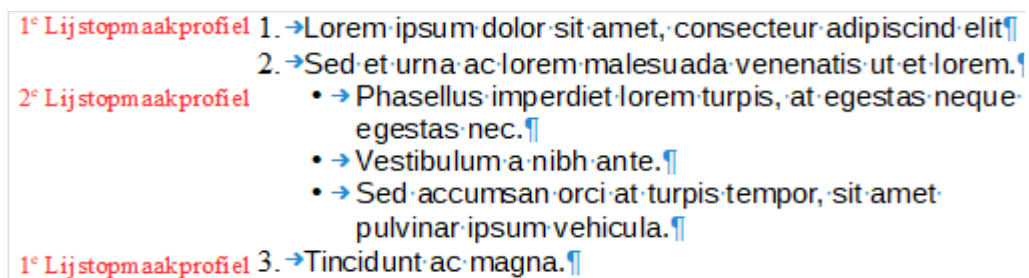 1e Lijstopmaakprofiel 1. →Lorem·ipsum·dolor·sit·amet,·consecteur·adipiscind·elit¶
2. →Sed·et·urna·ac·lorem·malesuada·venenatis·ut·et·lorem.¶
2e Lijstopmaakprofiel • → Phasellus·imperdiet·lorem·turpis,·at·egestas·neque·
egestas·nec.¶
• → Vestibulum·a·nibh·ante.¶
• → Sed·accumsan·orci·at·turpis·tempor,·sit·amet·
pulvinar·ipsum·vehicula.¶
1e Lijstopmaakprofiel 3. →Tincidunt·ac·magna.¶